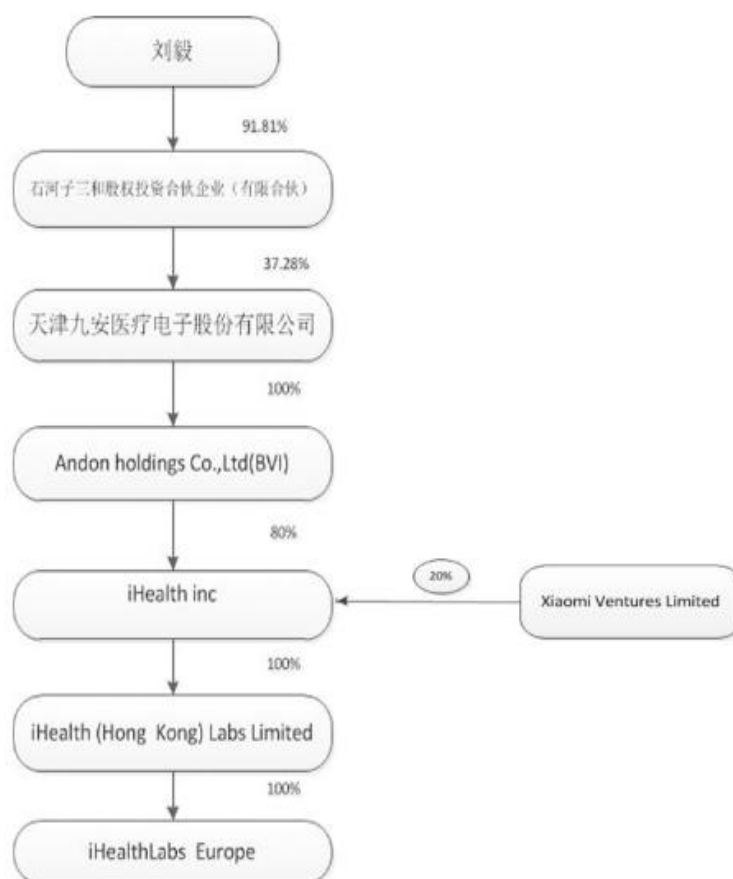 刘毅
91.81%
石河子三和股权投资合伙企业（有限合伙）
37.28%
天津九安医疗电子股份有限公司
100%
Andon holdings Co.,Ltd(BVI)
80%
iHealth inc
20%
Xiaomi Ventures Limited
100%
iHealth (Hong Kong) Labs Limited
100%
iHealthLabs Europe